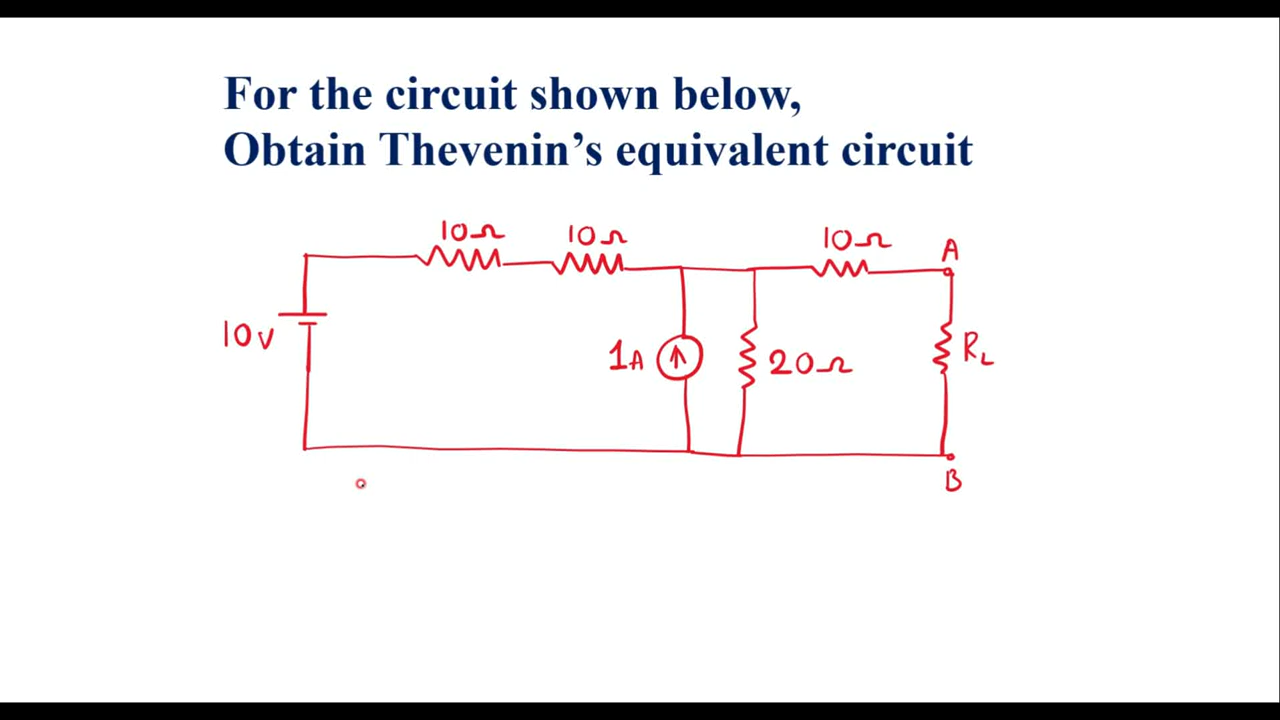 For the circuit shown below,
Obtain Thevenin’s equivalent circuit
10Ω 10Ω 10Ω A
10V 1A 20Ω RL
B